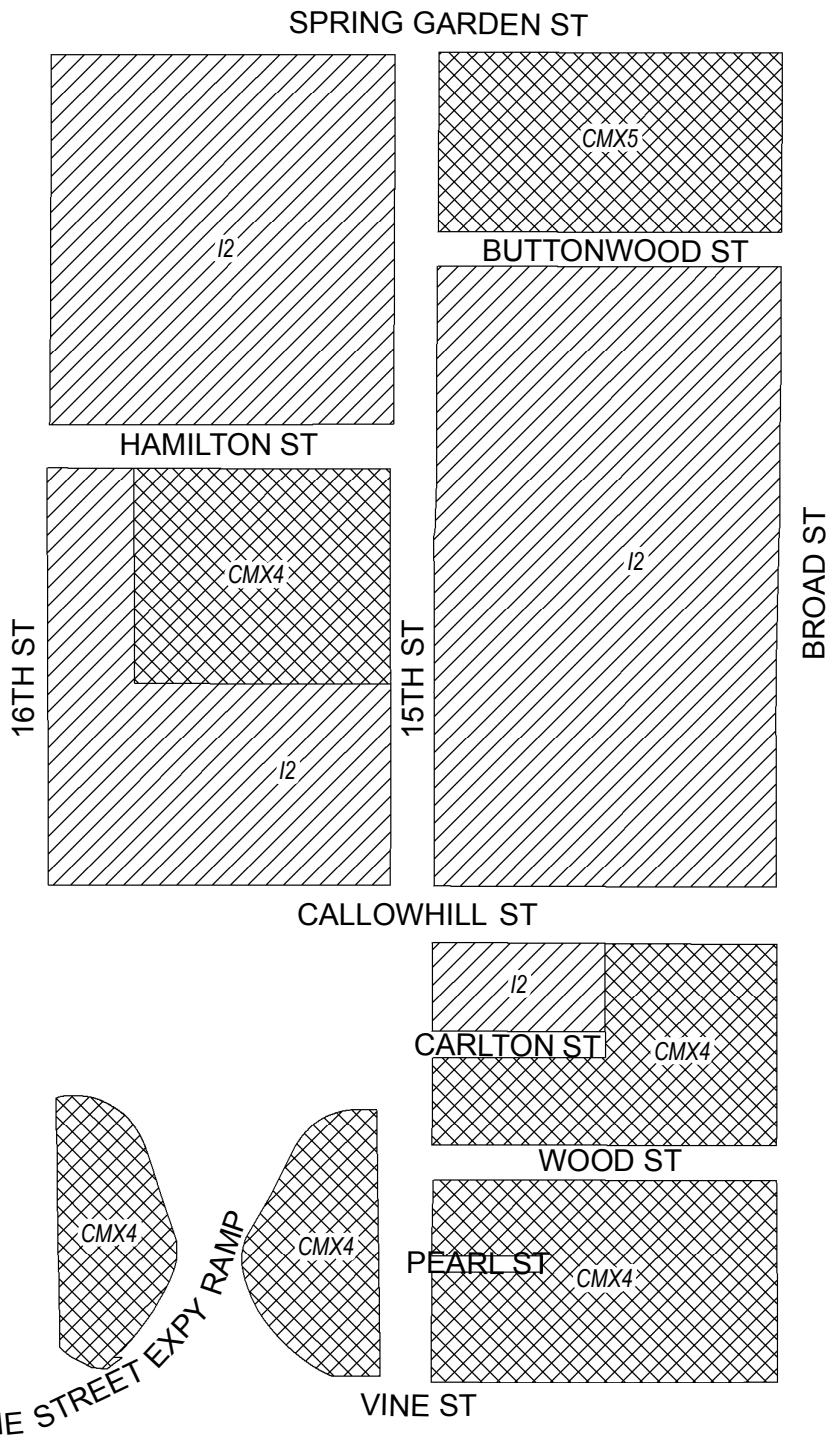 SPRING GARDEN ST
CMX5
I2
BUTTONWOOD ST
HAMILTON ST
CMX4
I2
BROAD ST
16TH ST
15TH ST
I2
CALLOWHILL ST
I2
CARLTON ST
CMX4
WOOD ST
CMX4
CMX4
PEARL ST
CMX4
STREET EXPY RAMP
VINE ST